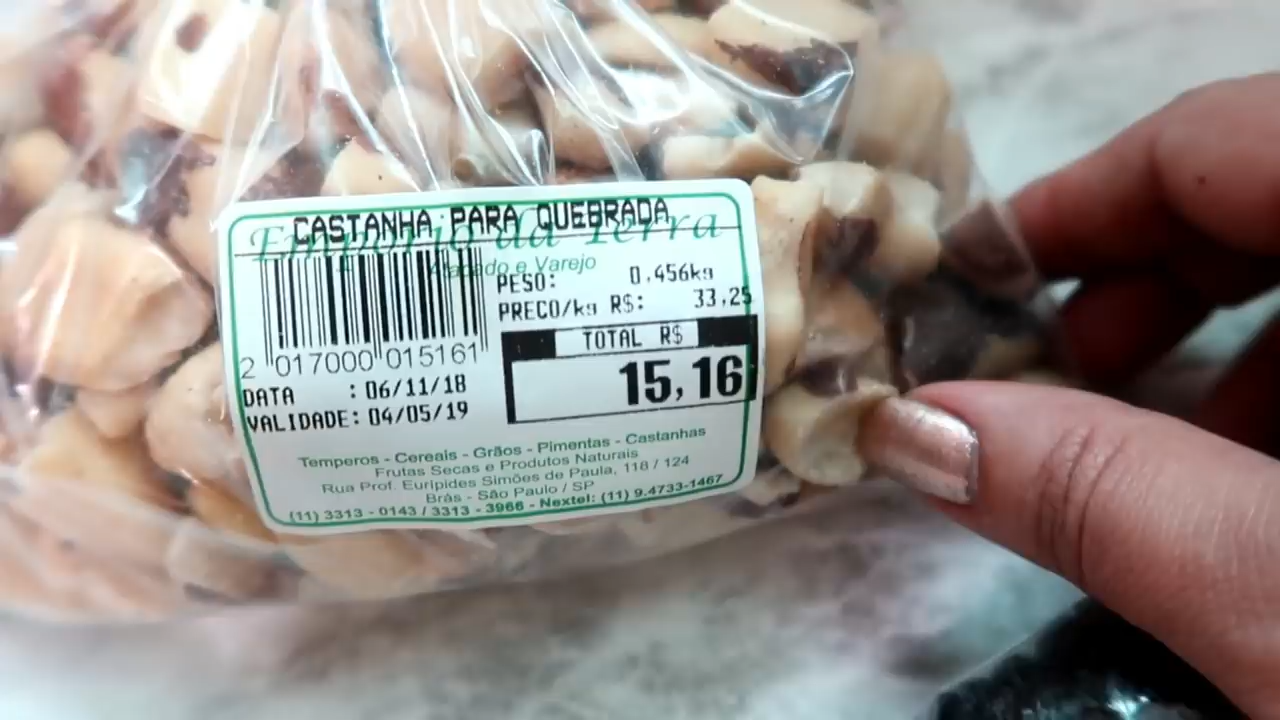 CASTANHA PARA QUEBRADA
Empório da Terra
Atacado e Varejo
PESO: 0,456kg
PRECO/kg R$: 33,25
TOTAL R$
15,16
2 017000 015161
DATA : 06/11/18
VALIDADE: 04/05/19
Temperos - Cereais - Grãos - Pimentas - Castanhas
Frutas Secas e Produtos Naturais
Rua Prof. Eurípides Simões de Paula, 118 / 124
Brás - São Paulo / SP
(11) 3313 - 0143 / 3313 - 3966 - Nextel: (11) 9.4733-1467